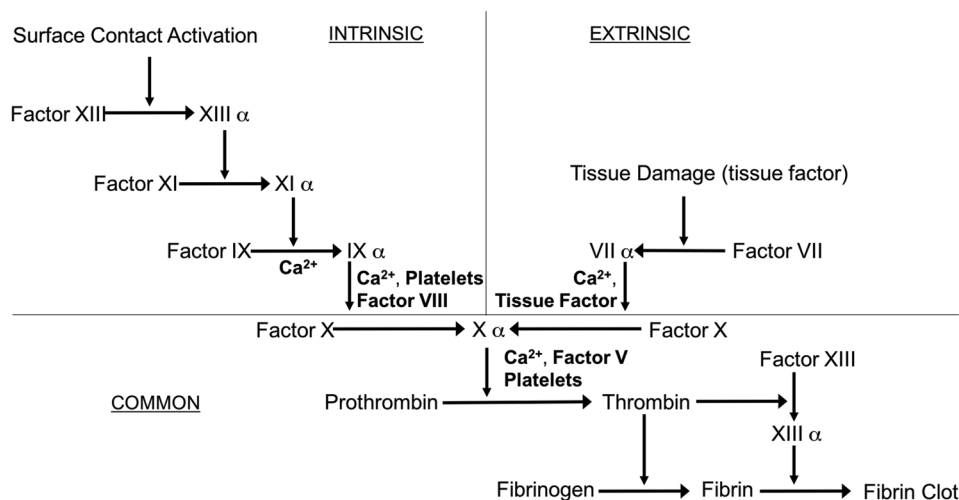 INTRINSIC
EXTRINSIC
Surface Contact Activation
Factor XIII
XIII α
Factor XI
XI α
Factor IX
IX α
Ca²⁺
Ca²⁺, Platelets
Factor VIII
Tissue Damage (tissue factor)
VII α
Factor VII
Ca²⁺,
Tissue Factor
Factor X
X α
Factor X
Ca²⁺, Factor V
Platelets
COMMON
Prothrombin
Thrombin
Factor XIII
XIII α
Fibrinogen
Fibrin
Fibrin Clot